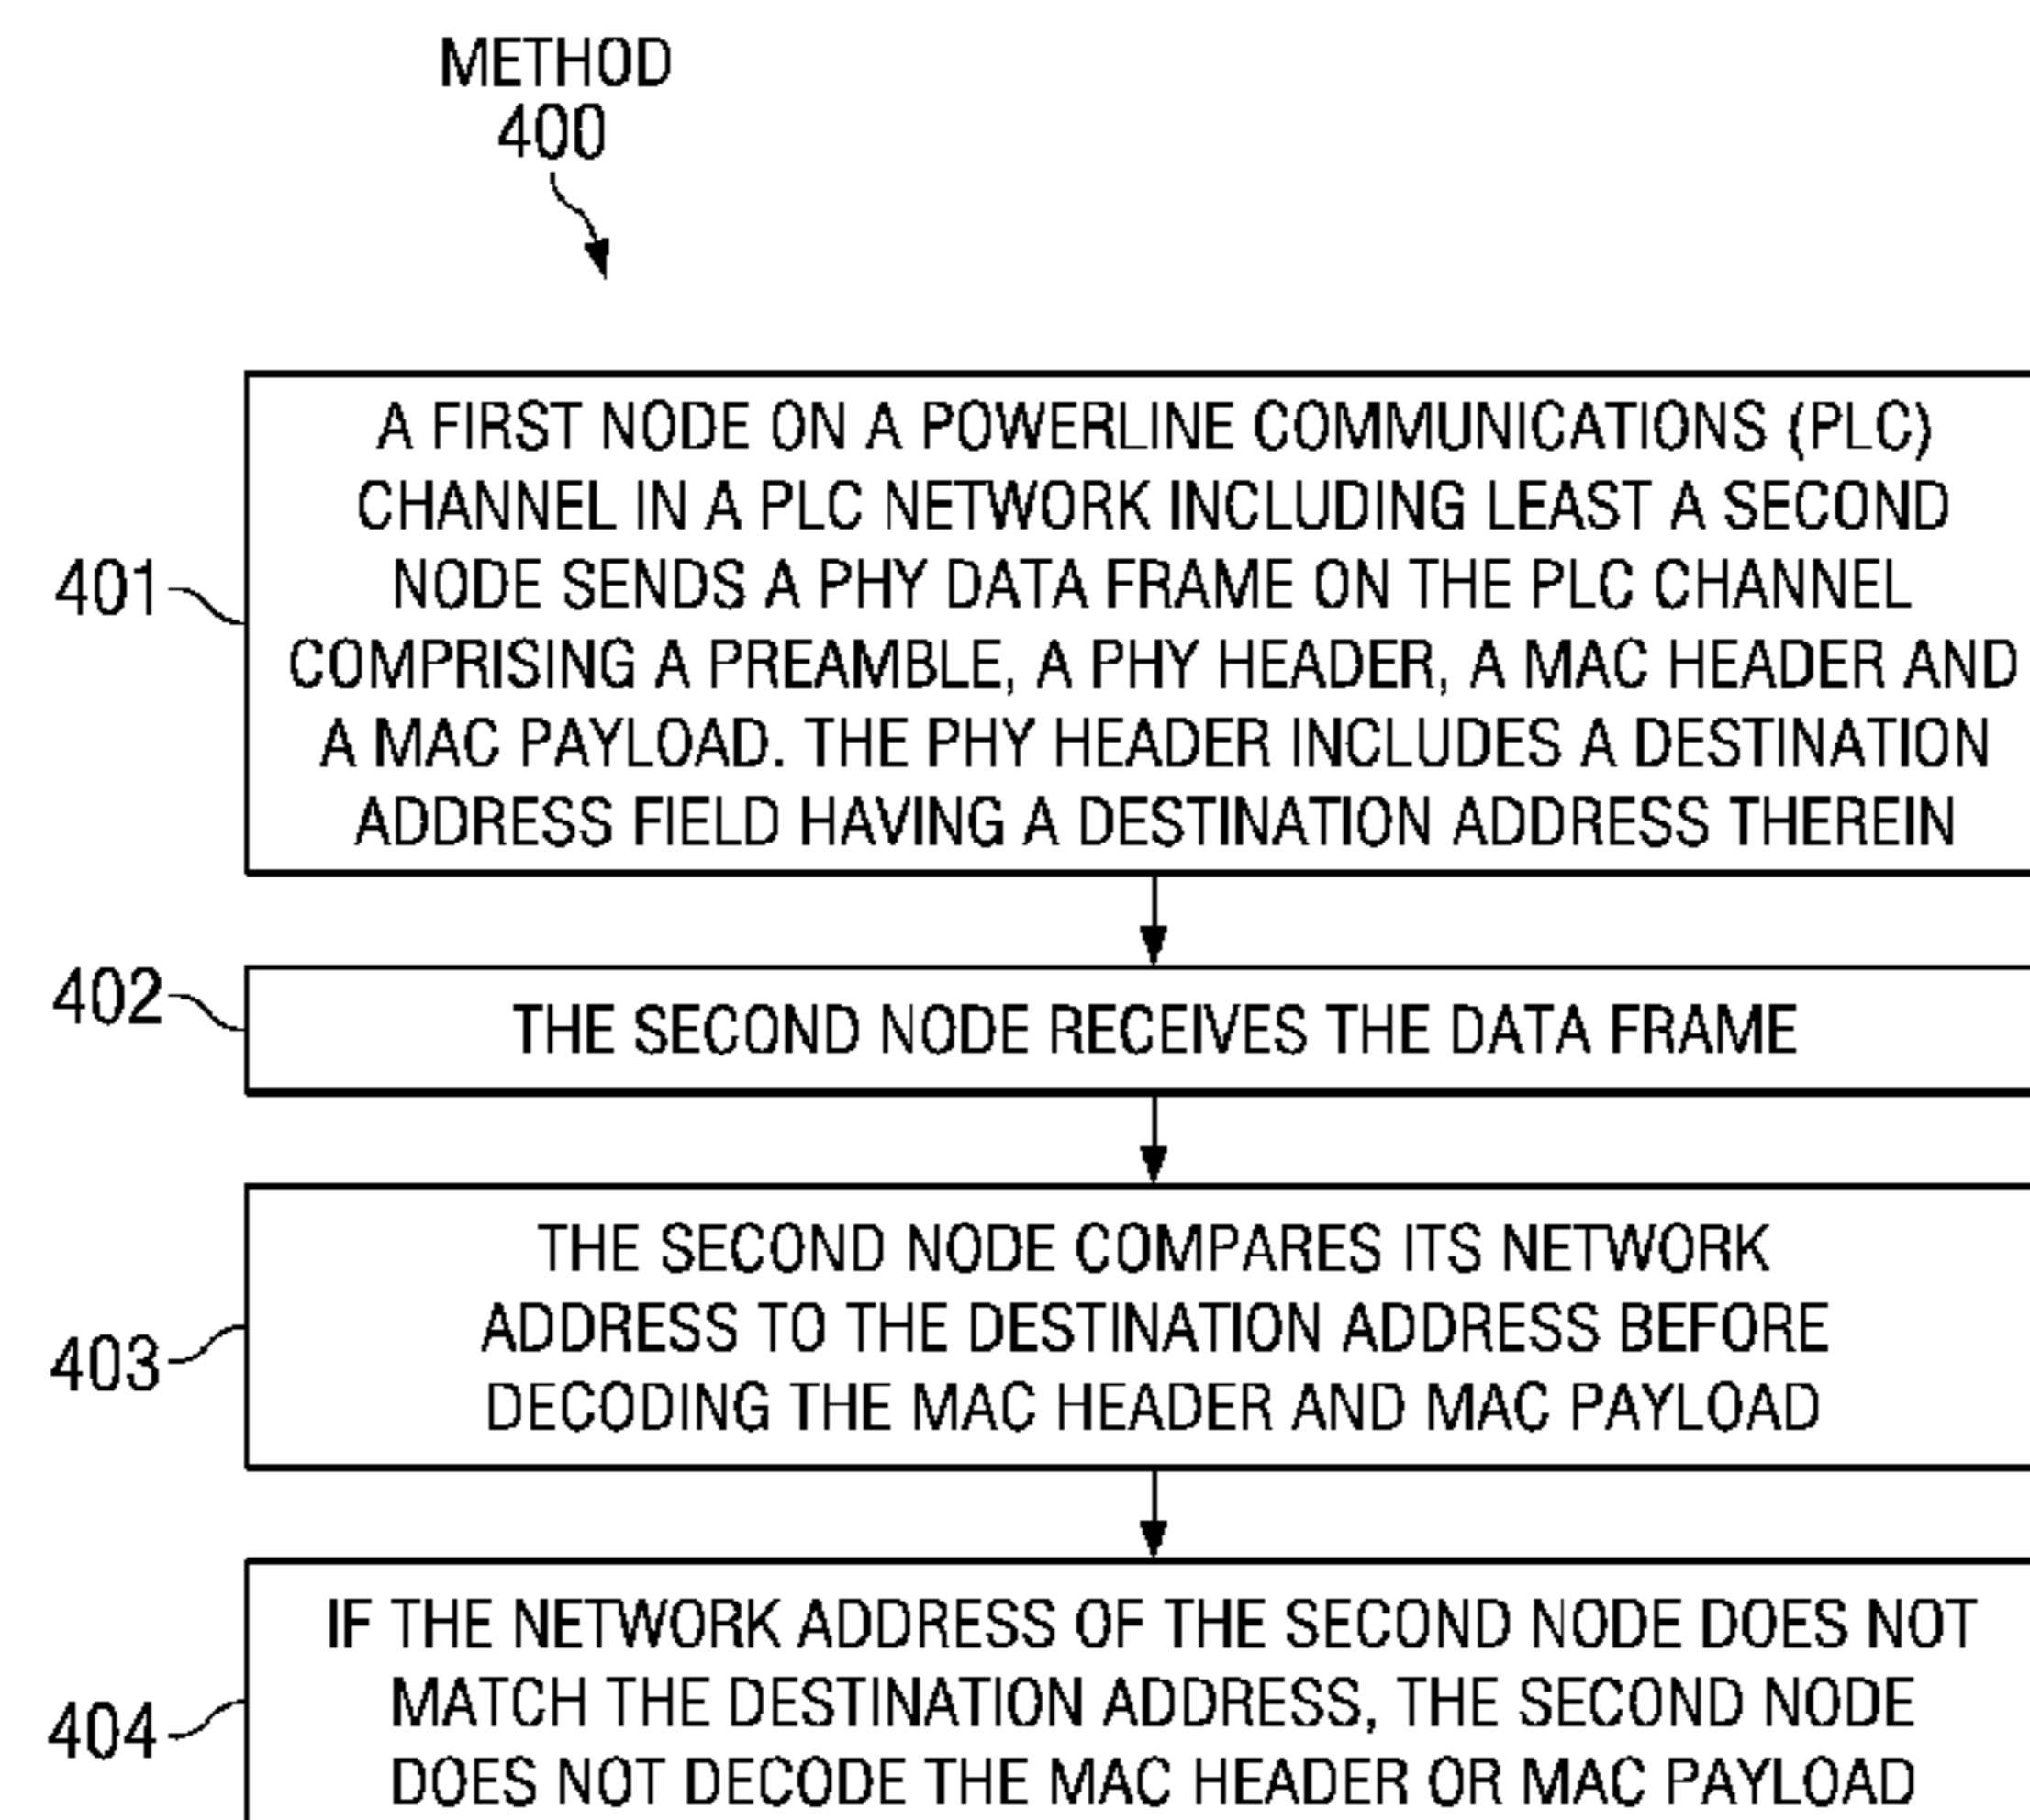 METHOD
400
401
A FIRST NODE ON A POWERLINE COMMUNICATIONS (PLC)
CHANNEL IN A PLC NETWORK INCLUDING LEAST A SECOND
NODE SENDS A PHY DATA FRAME ON THE PLC CHANNEL
COMPRISING A PREAMBLE, A PHY HEADER, A MAC HEADER AND
A MAC PAYLOAD. THE PHY HEADER INCLUDES A DESTINATION
ADDRESS FIELD HAVING A DESTINATION ADDRESS THEREIN
402
THE SECOND NODE RECEIVES THE DATA FRAME
403
THE SECOND NODE COMPARES ITS NETWORK
ADDRESS TO THE DESTINATION ADDRESS BEFORE
DECODING THE MAC HEADER AND MAC PAYLOAD
404
IF THE NETWORK ADDRESS OF THE SECOND NODE DOES NOT
MATCH THE DESTINATION ADDRESS, THE SECOND NODE
DOES NOT DECODE THE MAC HEADER OR MAC PAYLOAD